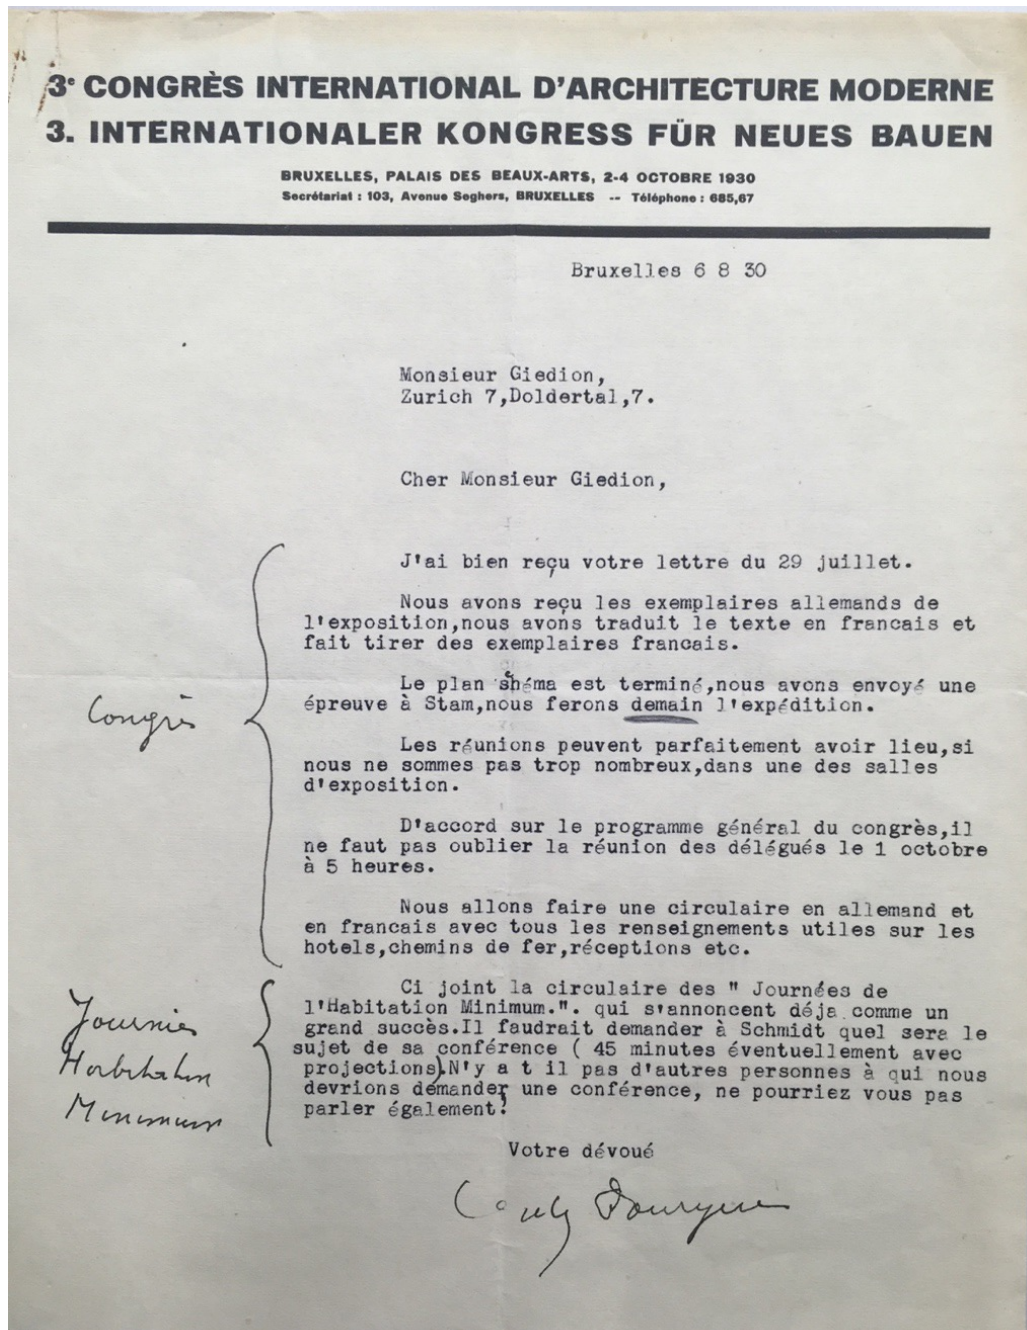 3e CONGRÈS INTERNATIONAL D'ARCHITECTURE MODERNE
3. INTERNATIONALER KONGRESS FÜR NEUES BAUEN
BRUXELLES, PALAIS DES BEAUX-ARTS, 2-4 OCTOBRE 1930
Secrétariat : 103, Avenue Seghers, BRUXELLES -- Téléphone : 685,67
Bruxelles 6 8 30
Monsieur Giedion,
Zurich 7,Doldertal,7.
Cher Monsieur Giedion,
J'ai bien reçu votre lettre du 29 juillet.
Nous avons reçu les exemplaires allemands de
l'exposition,nous avons traduit le texte en francais et
fait tirer des exemplaires francais.
Le plan schéma est terminé,nous avons envoyé une
épreuve à Stam,nous ferons demain l'expédition.
Les réunions peuvent parfaitement avoir lieu,si
nous ne sommes pas trop nombreux,dans une des salles
d'exposition.
D'accord sur le programme général du congrès,il
ne faut pas oublier la réunion des délégués le 1 octobre
à 5 heures.
Nous allons faire une circulaire en allemand et
en francais avec tous les renseignements utiles sur les
hotels,chemins de fer,réceptions etc.
Congrès
Ci joint la circulaire des " Journées de
l'Habitation Minimum.". qui s'annoncent déja comme un
grand succès.Il faudrait demander à Schmidt quel sera le
sujet de sa conférence ( 45 minutes éventuellement avec
projections).N'y a t il pas d'autres personnes à qui nous
devrions demander une conférence, ne pourriez vous pas
parler également?
Journées
Habitation
Minimum
Votre dévoué